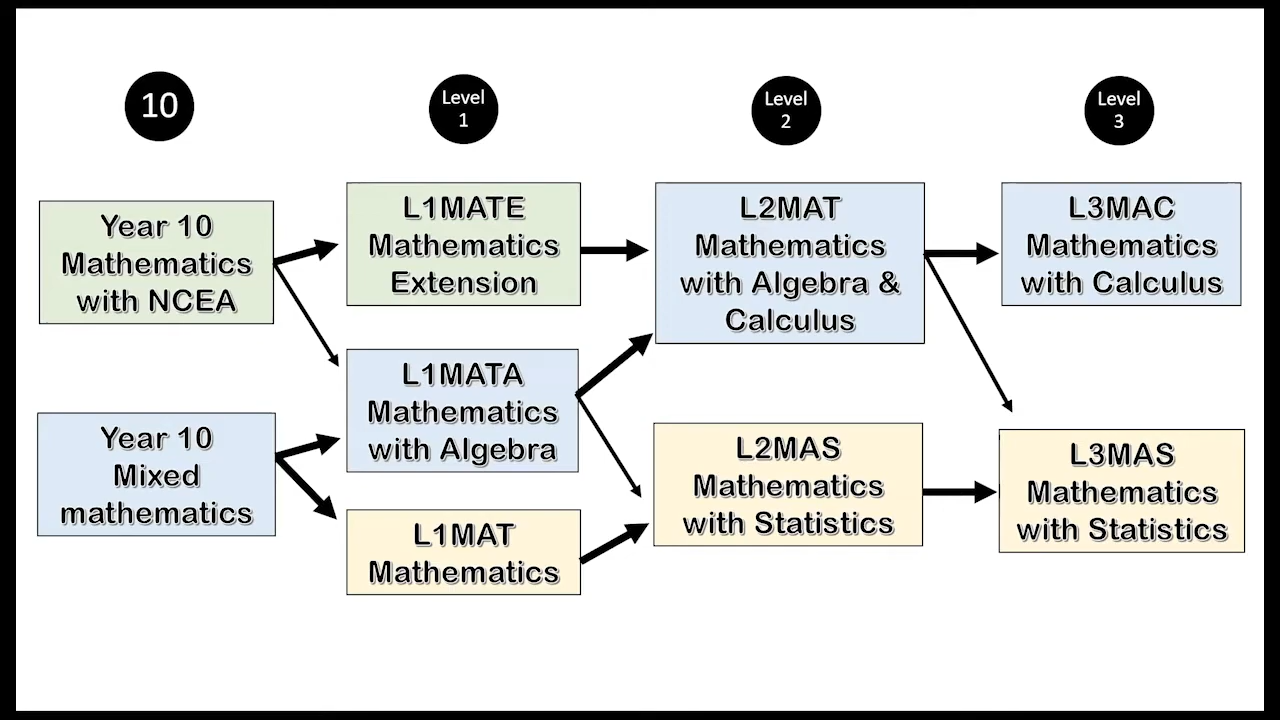 10
Level
1
Level
2
Level
3
Year 10
Mathematics
with NCEA
Year 10
Mixed
mathematics
L1MATE
Mathematics
Extension
L1MATA
Mathematics
with Algebra
L1MAT
Mathematics
L2MAT
Mathematics
with Algebra &
Calculus
L2MAS
Mathematics
with Statistics
L3MAC
Mathematics
with Calculus
L3MAS
Mathematics
with Statistics